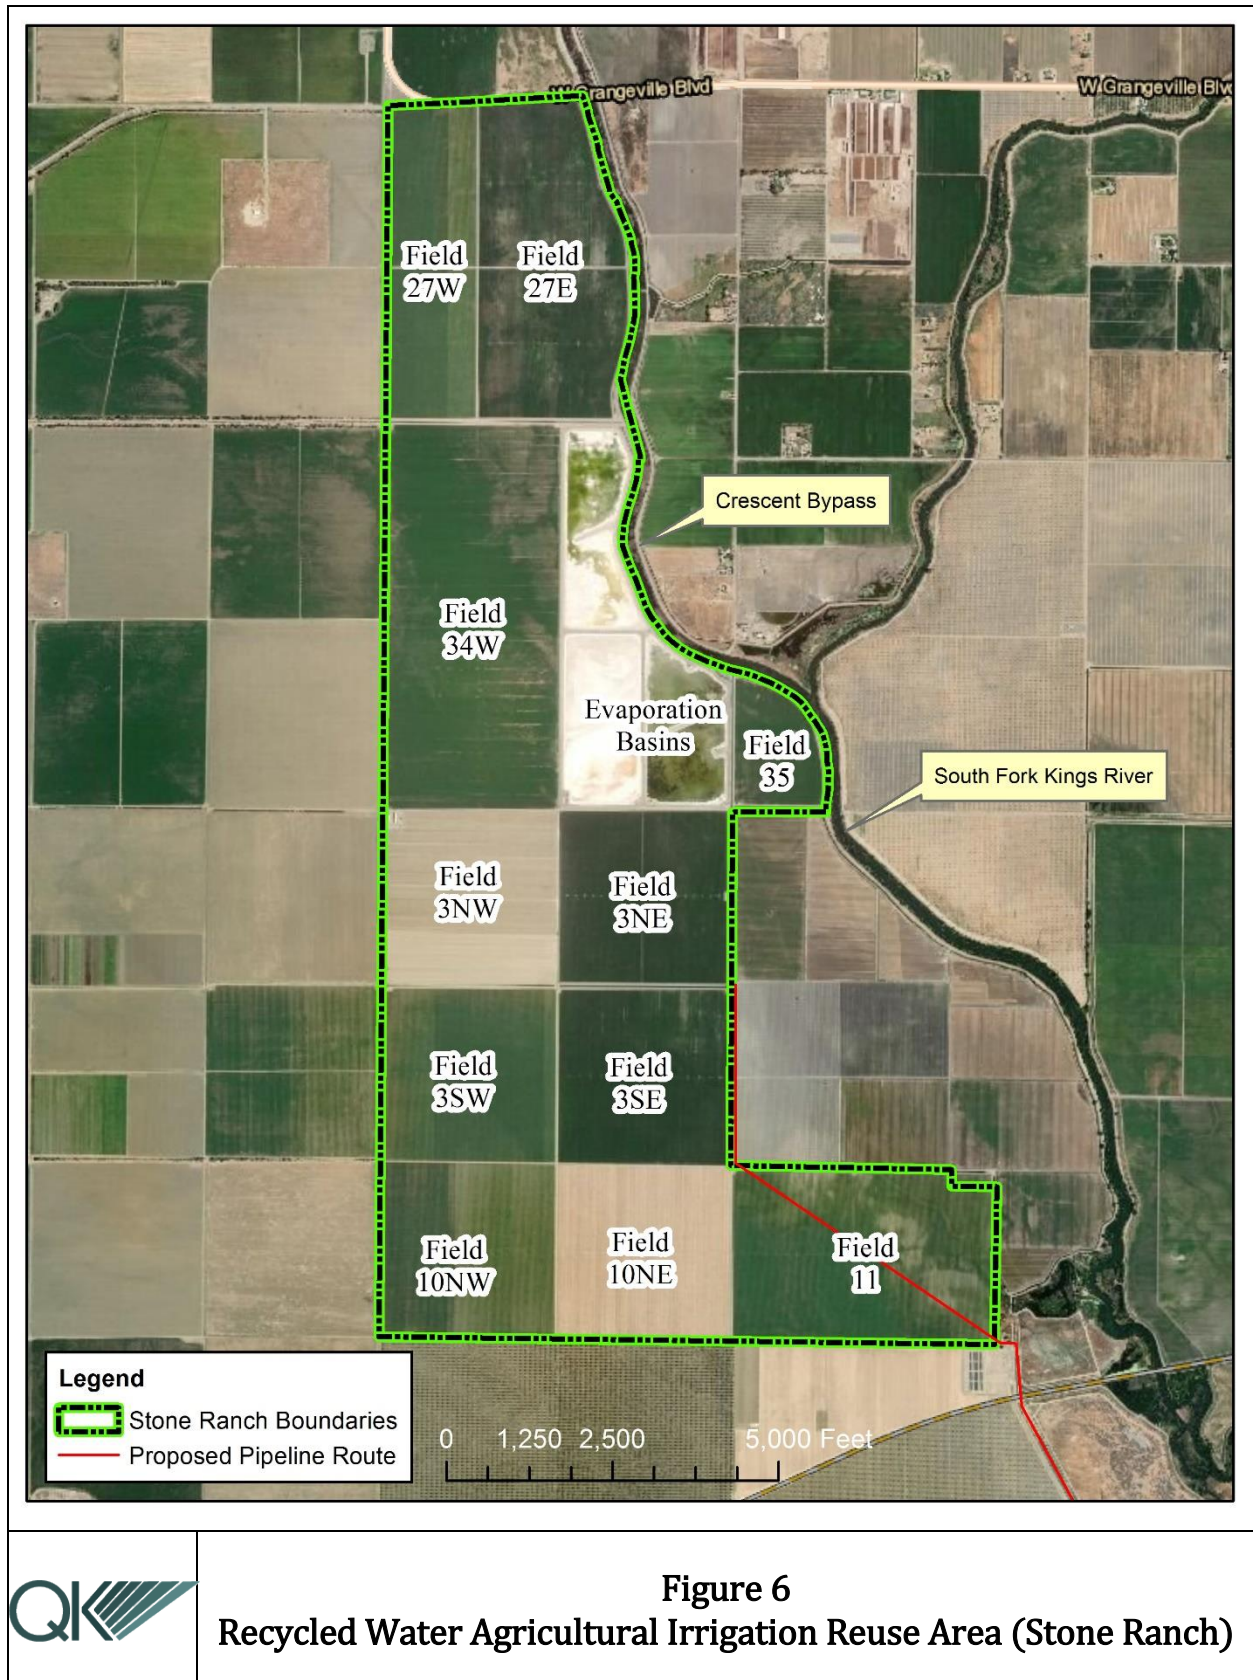 W Grangeville Blvd
W Grangeville Blvd
Field
27W
Field
27E
Crescent Bypass
Field
34W
Evaporation
Basins
Field
35
South Fork Kings River
Field
3NW
Field
3NE
Field
3SW
Field
3SE
Field
10NW
Field
10NE
Field
11
Legend
Stone Ranch Boundaries
Proposed Pipeline Route
0 1,250 2,500 5,000 Feet
QK
Figure 6
Recycled Water Agricultural Irrigation Reuse Area (Stone Ranch)